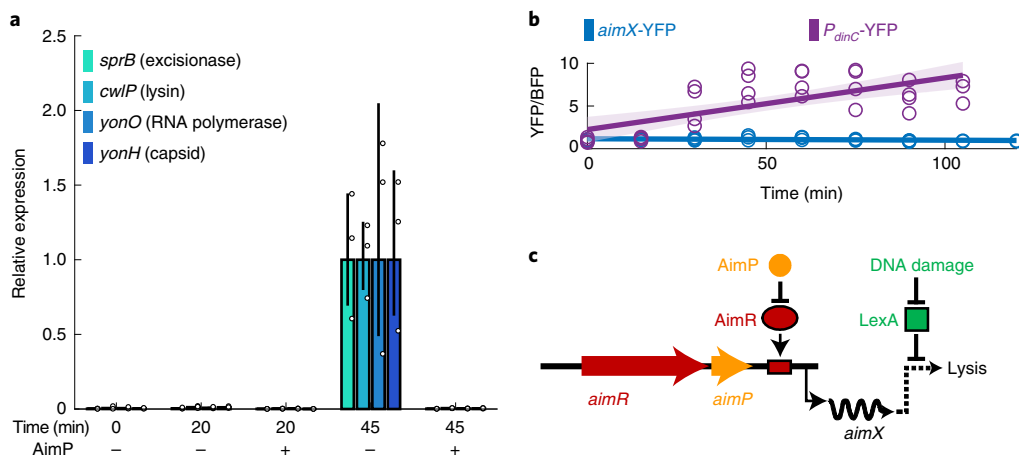 a
2.5
2.0
1.5
1.0
0.5
0
Relative expression
sprB (excisionase)
cwlP (lysin)
yonO (RNA polymerase)
yonH (capsid)
Time (min) 0 20 20 45 45
AimP – – + – +
b
aimX-YFP PdinC-YFP
10
5
0
YFP/BFP
0 50 100
Time (min)
c
AimP DNA damage
AimR LexA
Lysis
aimR aimP
aimX